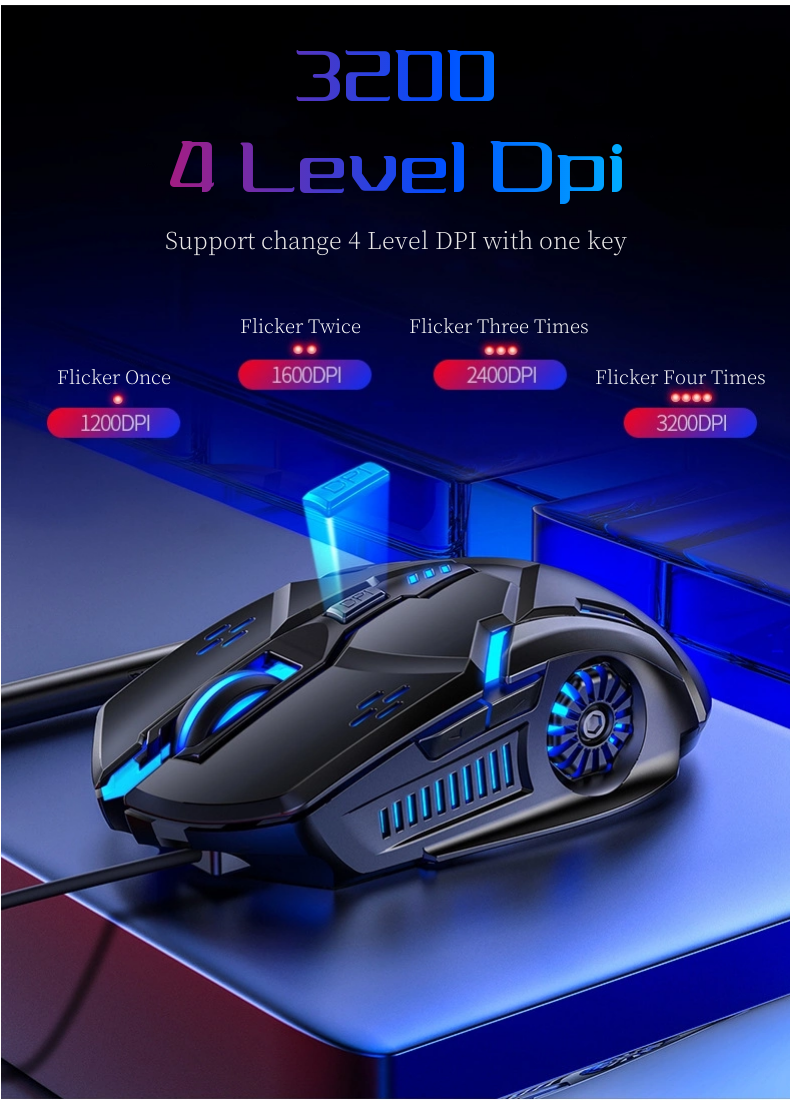 3200
4 Level Dpi
Support change 4 Level DPI with one key
Flicker Once
1200DPI
Flicker Twice
1600DPI
Flicker Three Times
2400DPI
Flicker Four Times
3200DPI
DPI
DPI